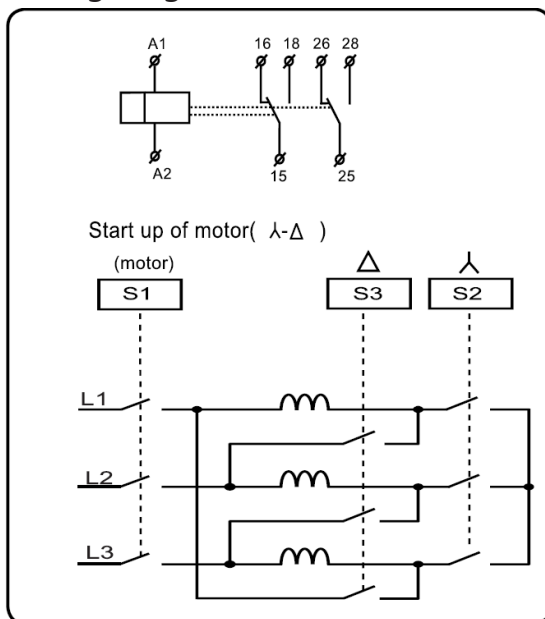 A1 16 18 26 28
A2 15 25
Start up of motor( ⅄-Δ )
(motor) Δ ⅄
S1 S3 S2
L1
L2
L3